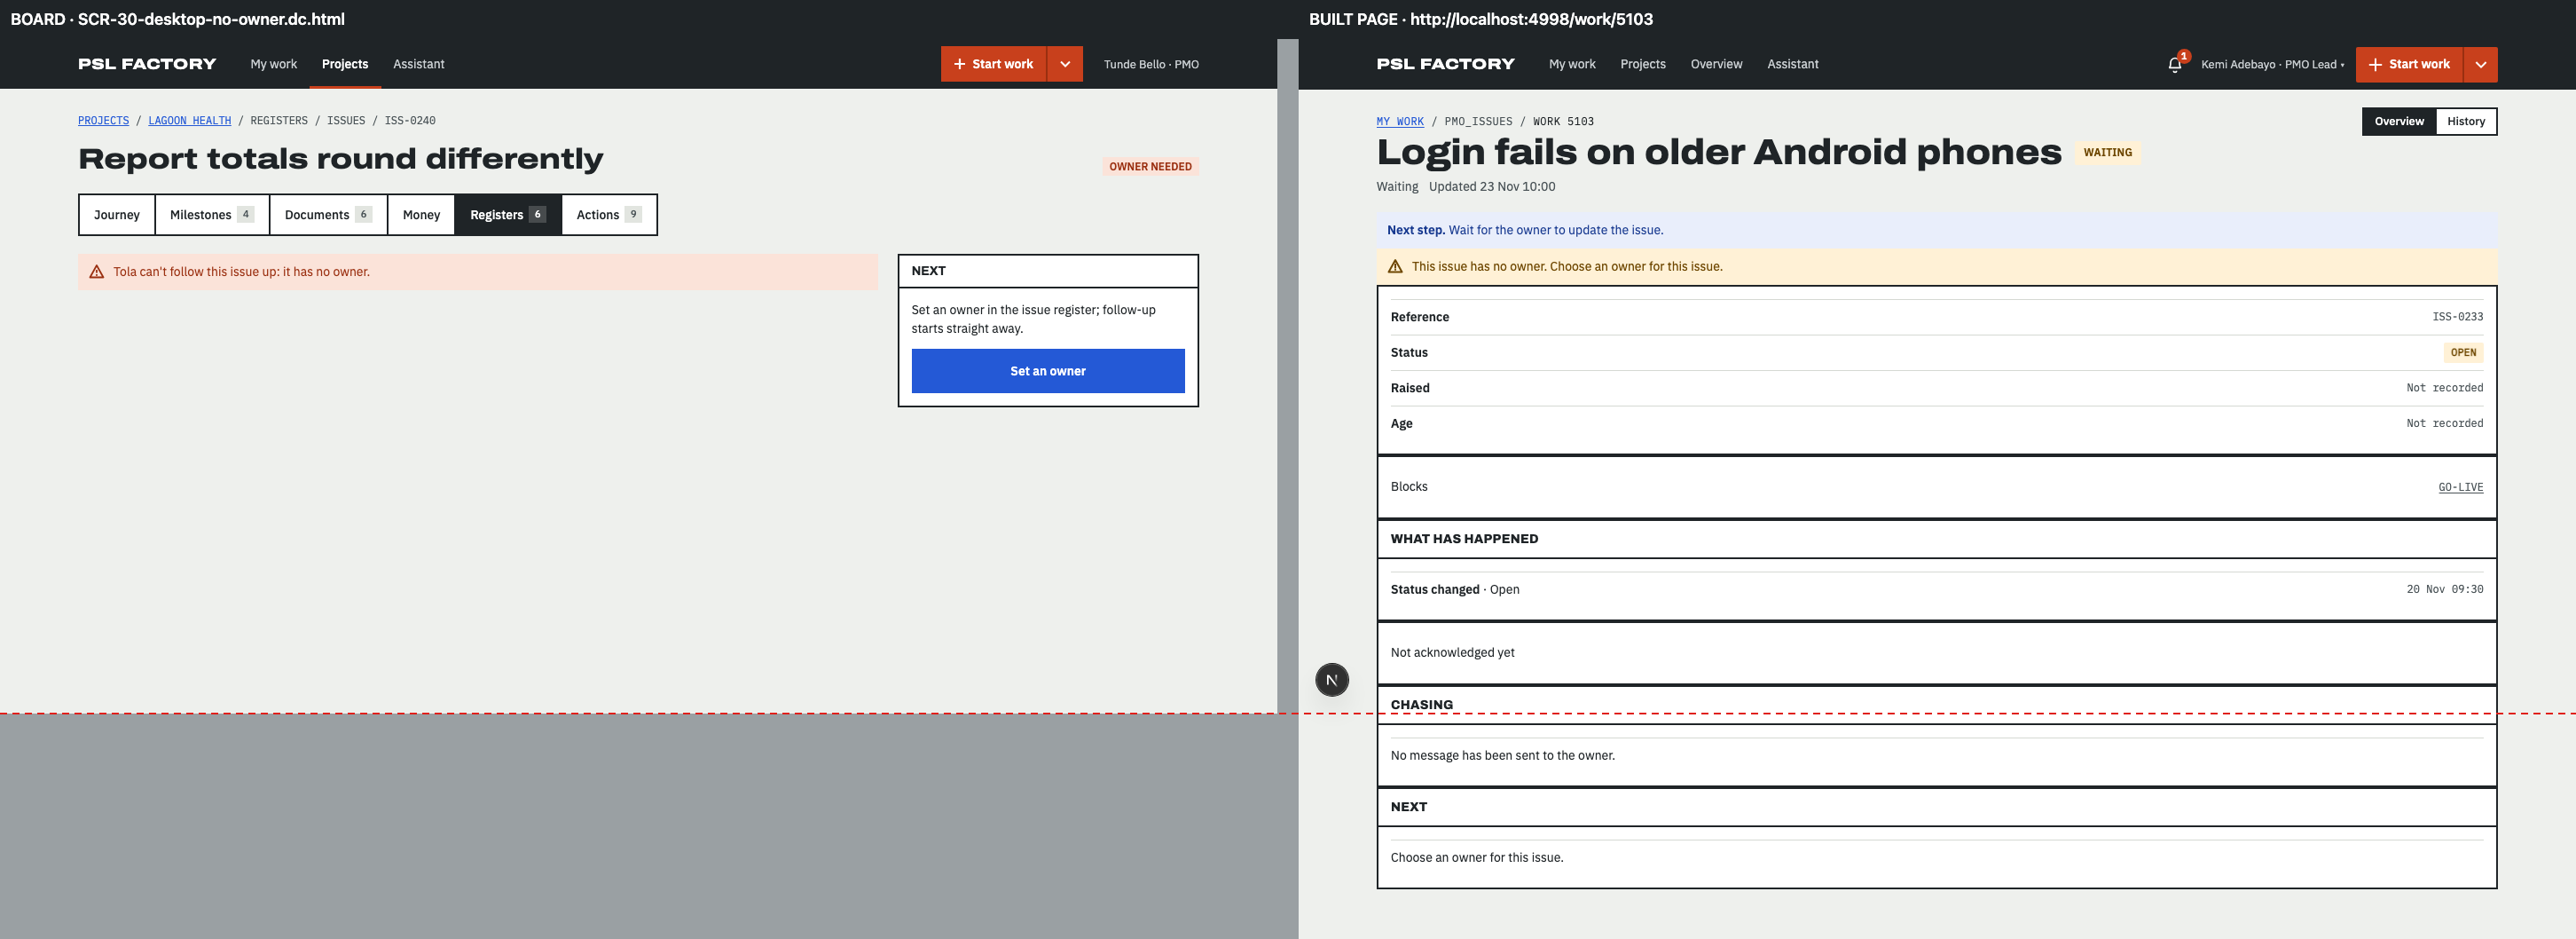 BOARD · SCR-30-desktop-no-owner.dc.html
PSL FACTORY My work Projects Assistant + Start work Tunde Bello · PMO
PROJECTS / LAGOON HEALTH / REGISTERS / ISSUES / ISS-0240
Report totals round differently
OWNER NEEDED
Journey Milestones 4 Documents 6 Money Registers 6 Actions 9
Tola can't follow this issue up: it has no owner.
NEXT
Set an owner in the issue register; follow-up
starts straight away.
Set an owner
BUILT PAGE · http://localhost:4998/work/5103
PSL FACTORY My work Projects Overview Assistant 1 Kemi Adebayo · PMO Lead + Start work
MY WORK / PMO_ISSUES / WORK 5103
Overview History
Login fails on older Android phones WAITING
Waiting Updated 23 Nov 10:00
Next step. Wait for the owner to update the issue.
This issue has no owner. Choose an owner for this issue.
Reference ISS-0233
Status OPEN
Raised Not recorded
Age Not recorded
Blocks GO-LIVE
WHAT HAS HAPPENED
Status changed · Open 20 Nov 09:30
Not acknowledged yet
N
CHASING
No message has been sent to the owner.
NEXT
Choose an owner for this issue.